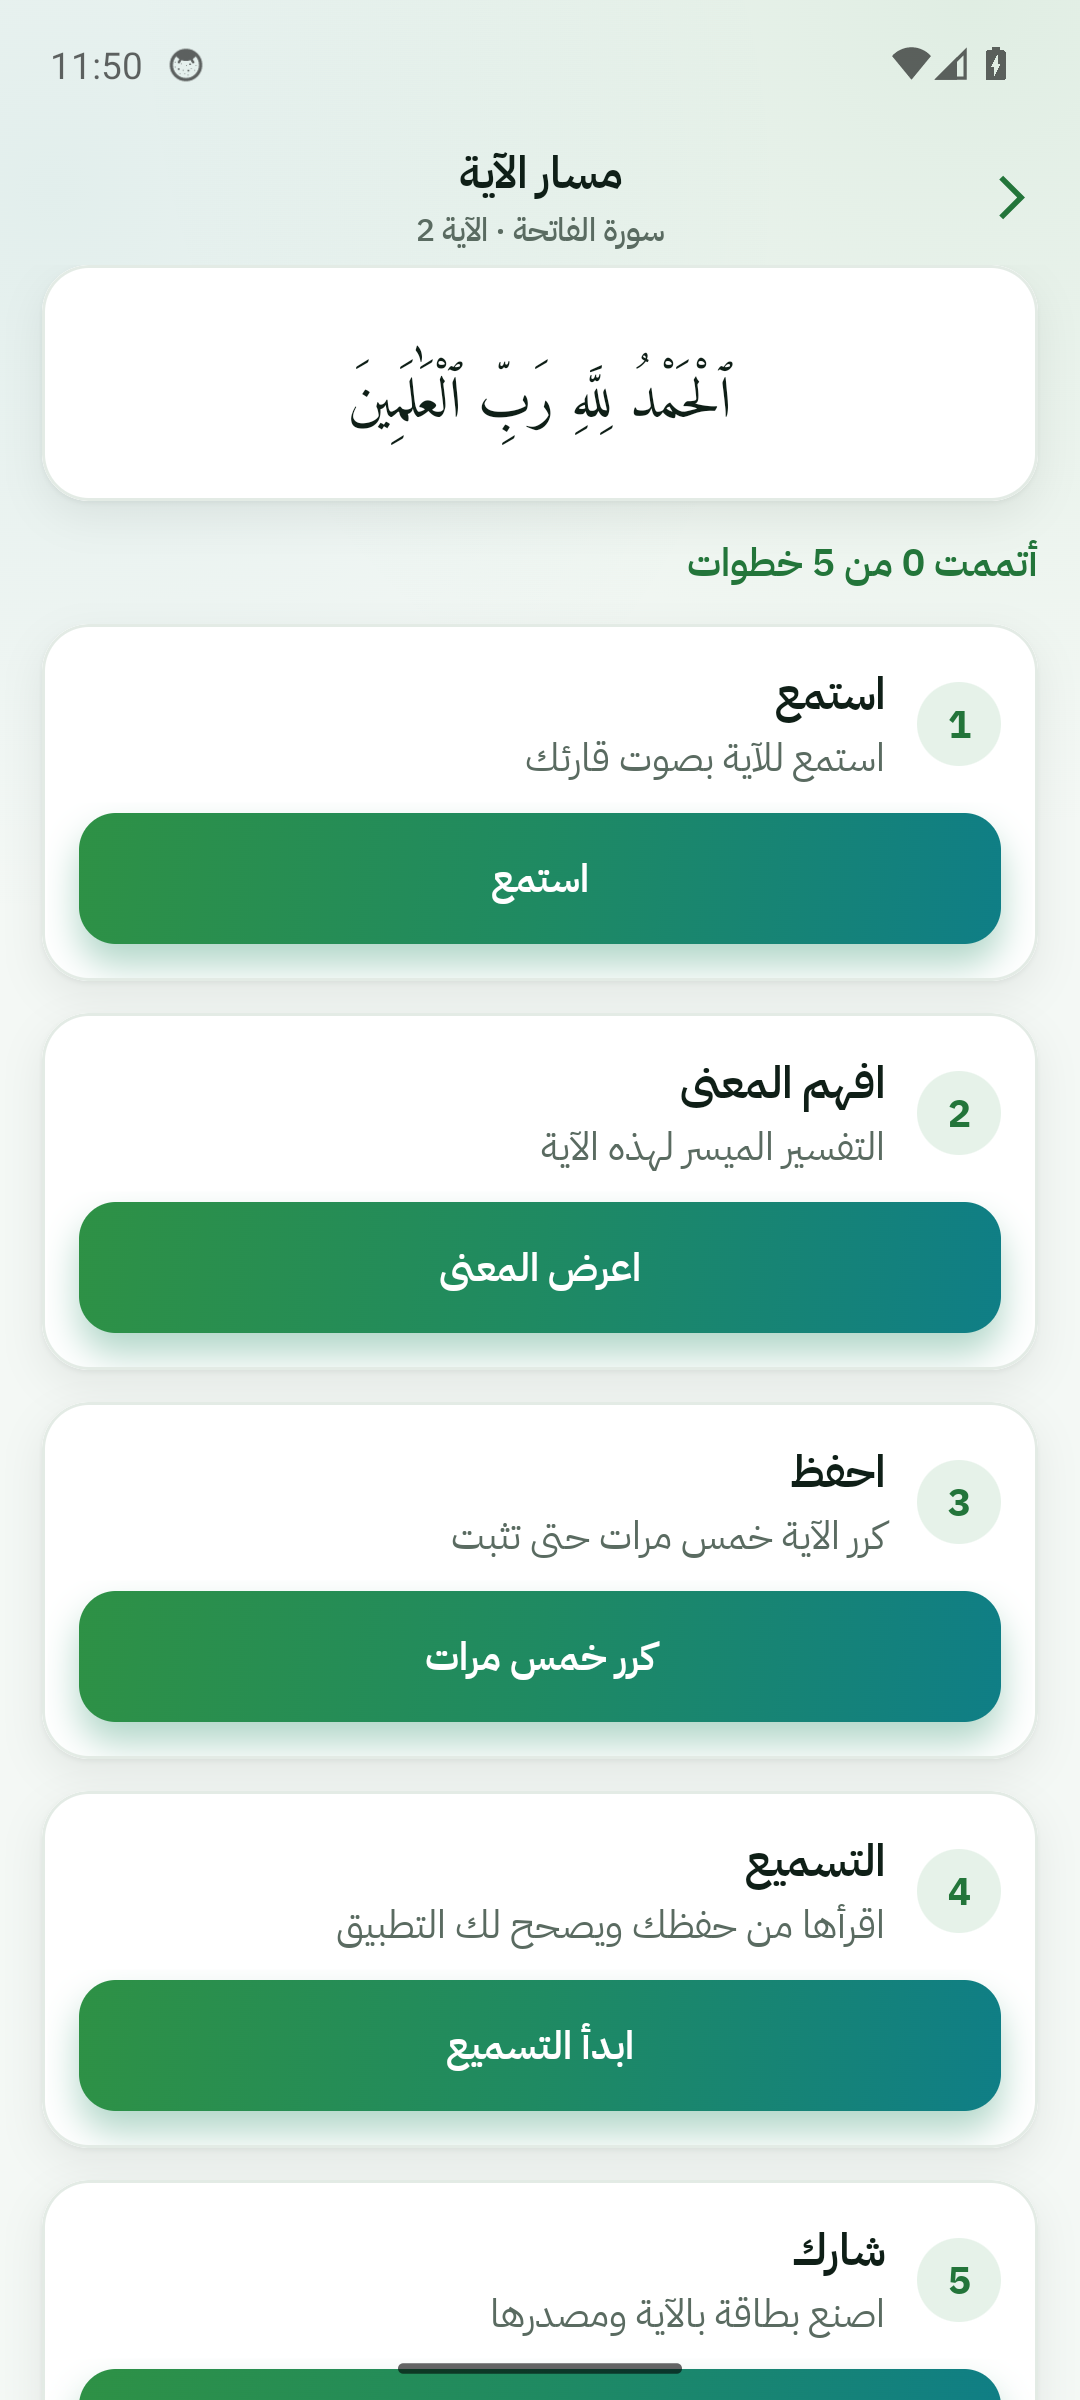 11:50
مسار الآية
سورة الفاتحة · الآية 2
ٱلْحَمْدُ لِلَّهِ رَبِّ ٱلْعَٰلَمِينَ
أتممت 0 من 5 خطوات
1
استمع
استمع للآية بصوت قارئك
استمع
2
افهم المعنى
التفسير الميسر لهذه الآية
اعرض المعنى
3
احفظ
كرر الآية خمس مرات حتى تثبت
كرر خمس مرات
4
التسميع
اقرأها من حفظك ويصحح لك التطبيق
ابدأ التسميع
5
شارك
اصنع بطاقة بالآية ومصدرها